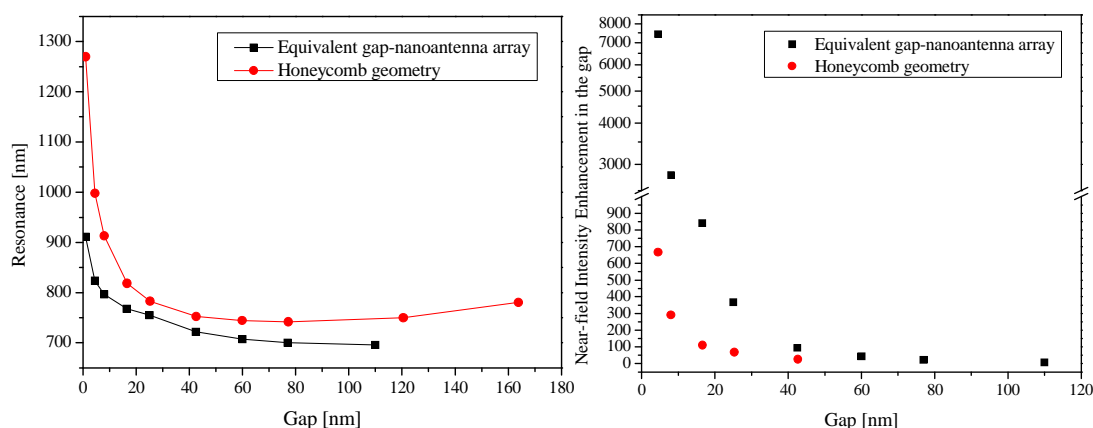 1300
1200
1100
1000
900
800
700
0 20 40 60 80 100 120 140 160 180
Resonance [nm]
Gap [nm]
Equivalent gap-nanoantenna array
Honeycomb geometry
8000
7000
6000
5000
4000
3000
900
800
700
600
500
400
300
200
100
0
0 20 40 60 80 100 120
Near-field Intensity Enhancement in the gap
Gap [nm]
Equivalent gap-nanoantenna array
Honeycomb geometry